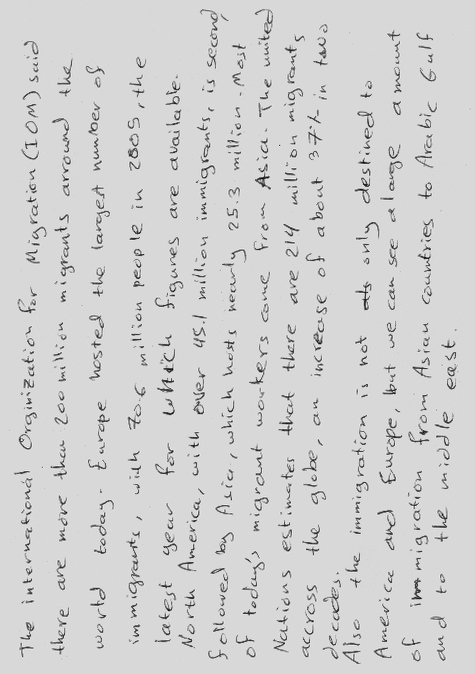 The international Orginization for Migration (IOM) said
there are more than 200 million migrants arround the
world today. Europe hosted the largest number of
immigrants, with 70.6 million people in 2005, the
latest year for which figures are available.
North America, with over 45.1 million immigrants, is second,
followed by Asia, which hosts nearly 25.3 million. Most
of today's migrant workers come from Asia. The united
Nations estimates that there are 214 million migrants
accross the globe, an increase of about 37% in two
decades.
Also the immigration is not only destined to
America and Europe, but we can see a large amount
of immigration from Asian countries to Arabic Gulf
and to the middle east.